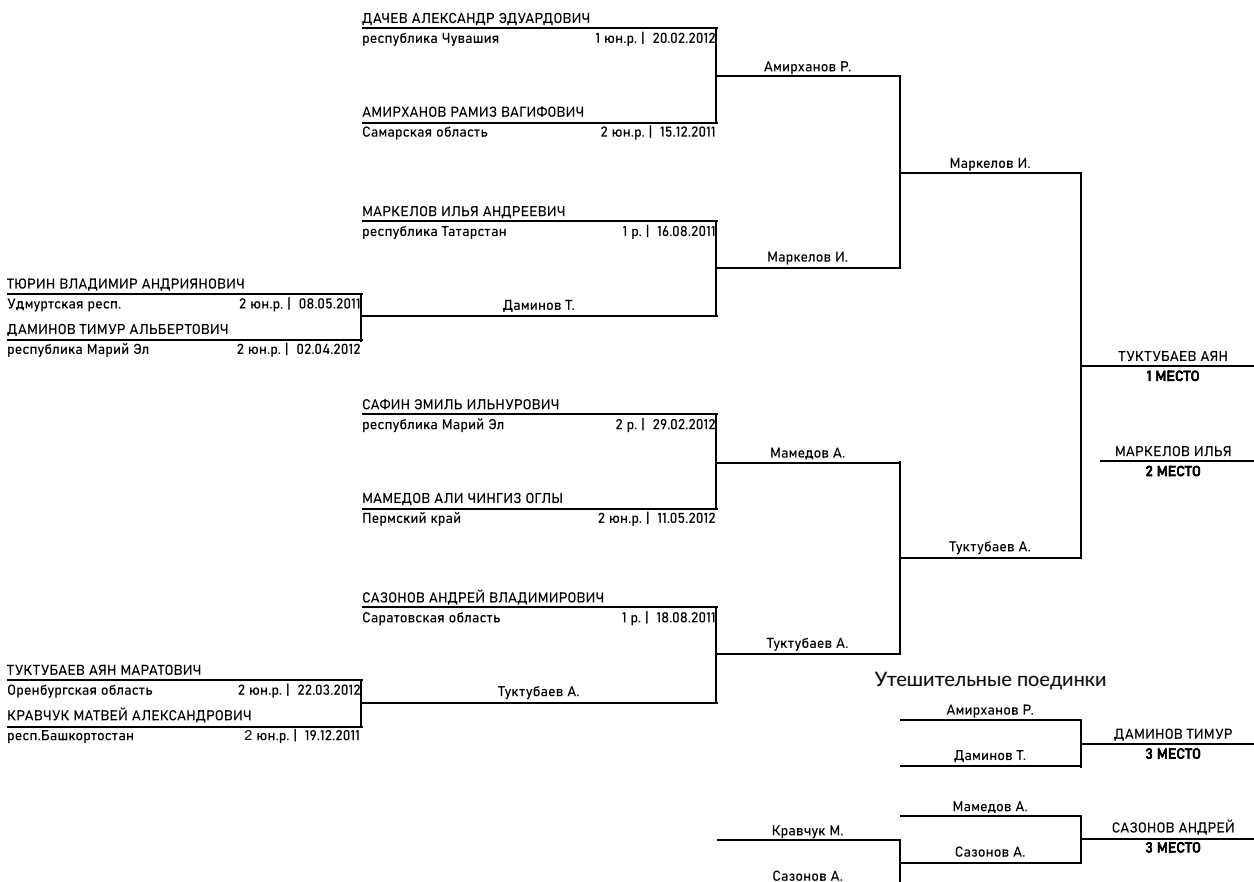 ДАЧЕВ АЛЕКСАНДР ЭДУАРДОВИЧ
республика Чувашия 1 юн.р. | 20.02.2012
Амирханов Р.
АМИРХАНОВ РАМИЗ ВАГИФОВИЧ
Самарская область 2 юн.р. | 15.12.2011
Маркелов И.
МАРКЕЛОВ ИЛЬЯ АНДРЕЕВИЧ
республика Татарстан 1 р. | 16.08.2011
Маркелов И.
ТЮРИН ВЛАДИМИР АНДРИЯНОВИЧ
Удмуртская респ. 2 юн.р. | 08.05.2011
Даминов Т.
ДАМИНОВ ТИМУР АЛЬБЕРТОВИЧ
республика Марий Эл 2 юн.р. | 02.04.2012
ТУКТУБАЕВ АЯН
1 МЕСТО
САФИН ЭМИЛЬ ИЛЬНУРОВИЧ
республика Марий Эл 2 р. | 29.02.2012
Мамедов А.
МАРКЕЛОВ ИЛЬЯ
2 МЕСТО
МАМЕДОВ АЛИ ЧИНГИЗ ОГЛЫ
Пермский край 2 юн.р. | 11.05.2012
Туктубаев А.
САЗОНОВ АНДРЕЙ ВЛАДИМИРОВИЧ
Саратовская область 1 р. | 18.08.2011
Туктубаев А.
ТУКТУБАЕВ АЯН МАРАТОВИЧ
Оренбургская область 2 юн.р. | 22.03.2012
Туктубаев А.
КРАВЧУК МАТВЕЙ АЛЕКСАНДРОВИЧ
респ.Башкортостан 2 юн.р. | 19.12.2011
Утешительные поединки
Амирханов Р.
ДАМИНОВ ТИМУР
3 МЕСТО
Даминов Т.
Мамедов А.
Кравчук М.
САЗОНОВ АНДРЕЙ
3 МЕСТО
Сазонов А.
Сазонов А.